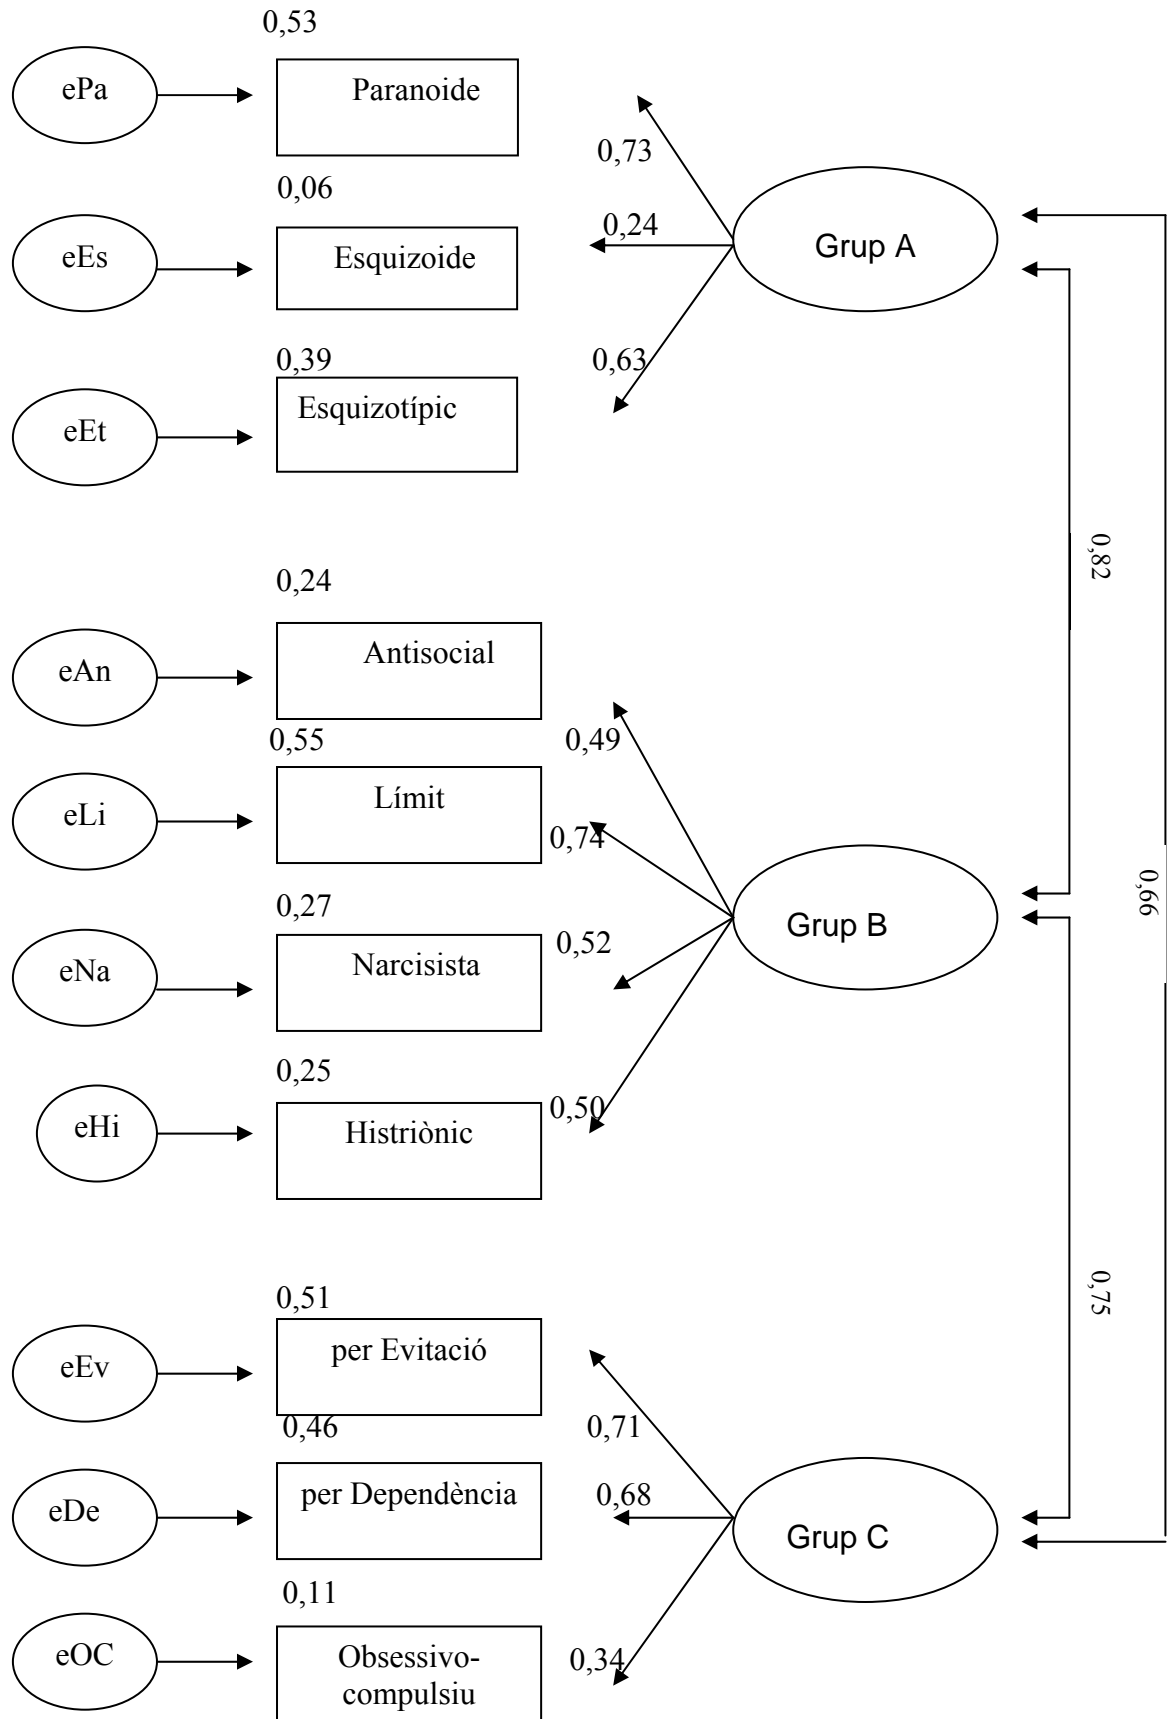 0,53
ePa
Paranoide
0,73
0,06
eEs
Esquizoide
0,24
Grup A
0,39
eEt
Esquizotípic
0,63
0,82
0,24
eAn
Antisocial
0,55
0,49
eLi
Límit
0,74
0,27
eNa
Narcisista
0,52
Grup B
0,66
0,25
eHi
Histriònic
0,50
0,75
0,51
eEv
per Evitació
0,71
0,46
eDe
per Dependència
0,68
Grup C
0,11
eOC
Obsessivo-
compulsiu
0,34